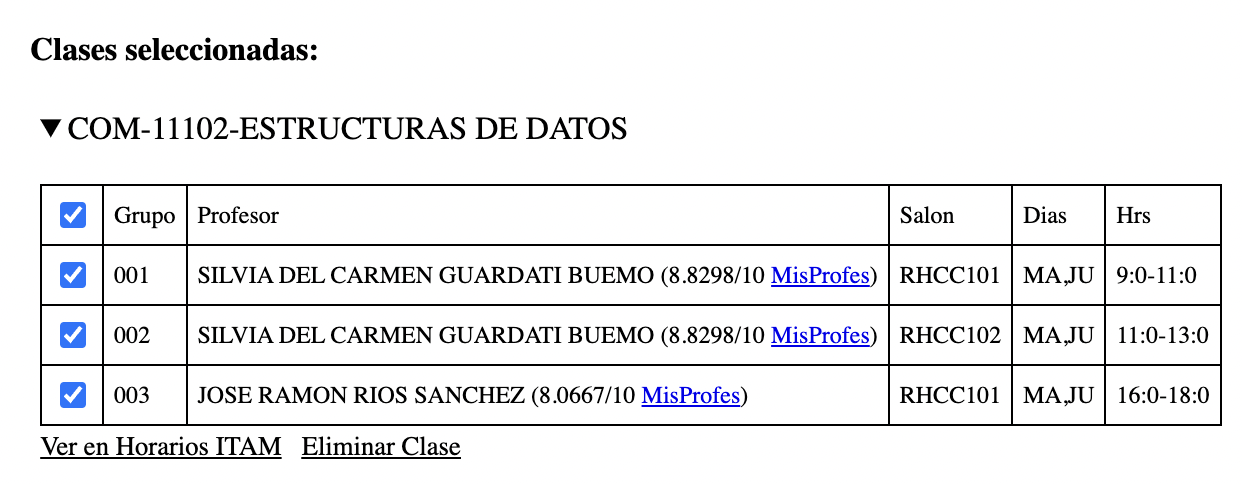 Clases seleccionadas:
▼ COM-11102-ESTRUCTURAS DE DATOS
Grupo Profesor Salon Dias Hrs
001 SILVIA DEL CARMEN GUARDATI BUEMO (8.8298/10 MisProfes) RHCC101 MA,JU 9:0-11:0
002 SILVIA DEL CARMEN GUARDATI BUEMO (8.8298/10 MisProfes) RHCC102 MA,JU 11:0-13:0
003 JOSE RAMON RIOS SANCHEZ (8.0667/10 MisProfes) RHCC101 MA,JU 16:0-18:0
Ver en Horarios ITAM Eliminar Clase